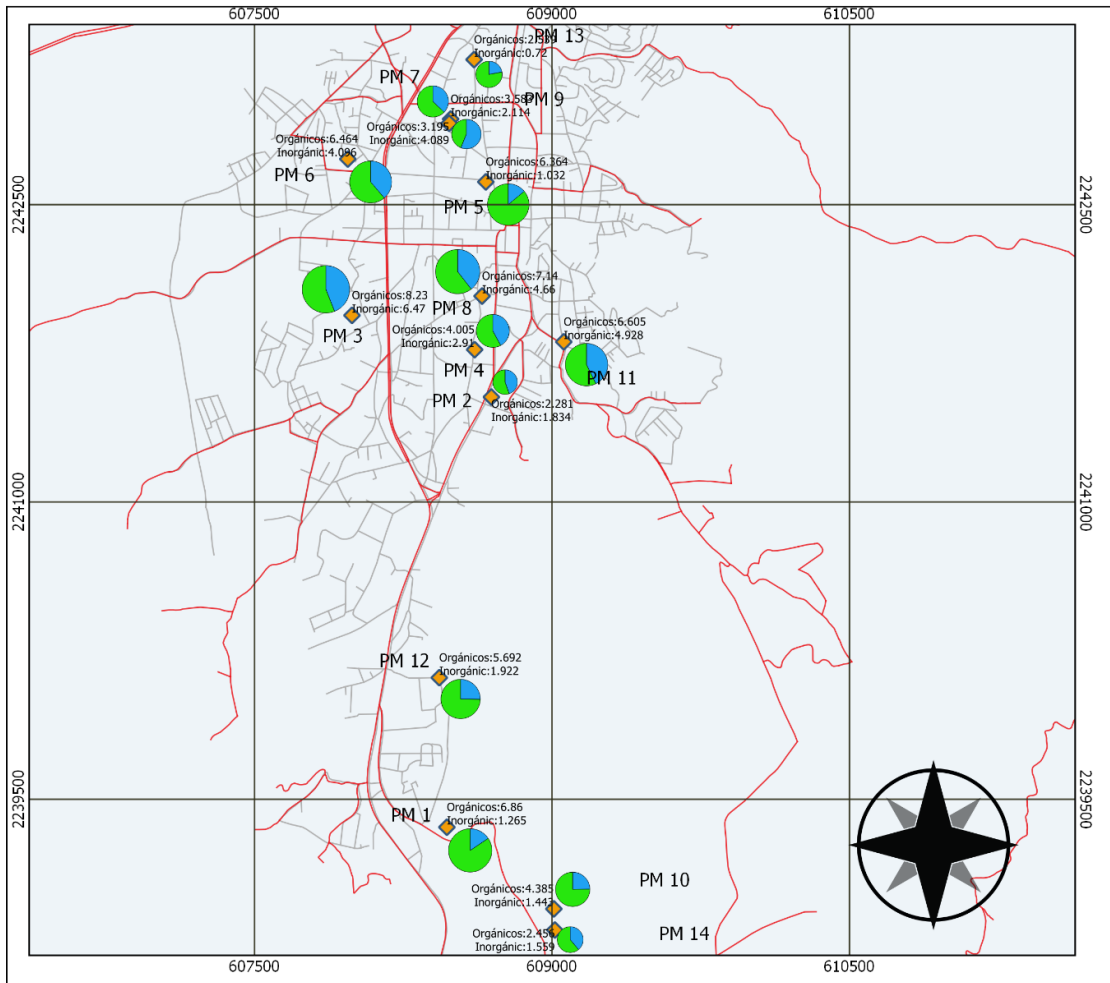 607500
609000
610500
Orgánicos:2.539
Inorgánic:0.72
PM 13
PM 7
Orgánicos:3.585
Inorgánic:2.114
PM 9
Orgánicos:3.195
Inorgánic:4.089
Orgánicos:6.464
Inorgánic:4.096
PM 6
Orgánicos:6.364
Inorgánic:1.032
PM 5
2242500
2242500
Orgánicos:7.14
Inorgánic:4.66
PM 8
Orgánicos:8.23
Inorgánic:6.47
PM 3
Orgánicos:4.005
Inorgánic:2.91
PM 4
Orgánicos:6.605
Inorgánic:4.928
PM 11
PM 2
Orgánicos:2.281
Inorgánic:1.834
2241000
2241000
PM 12
Orgánicos:5.692
Inorgánic:1.922
2239500
2239500
PM 1
Orgánicos:6.86
Inorgánic:1.265
Orgánicos:4.385
Inorgánic:1.443
PM 10
Orgánicos:2.456
Inorgánic:1.559
PM 14
607500
609000
610500